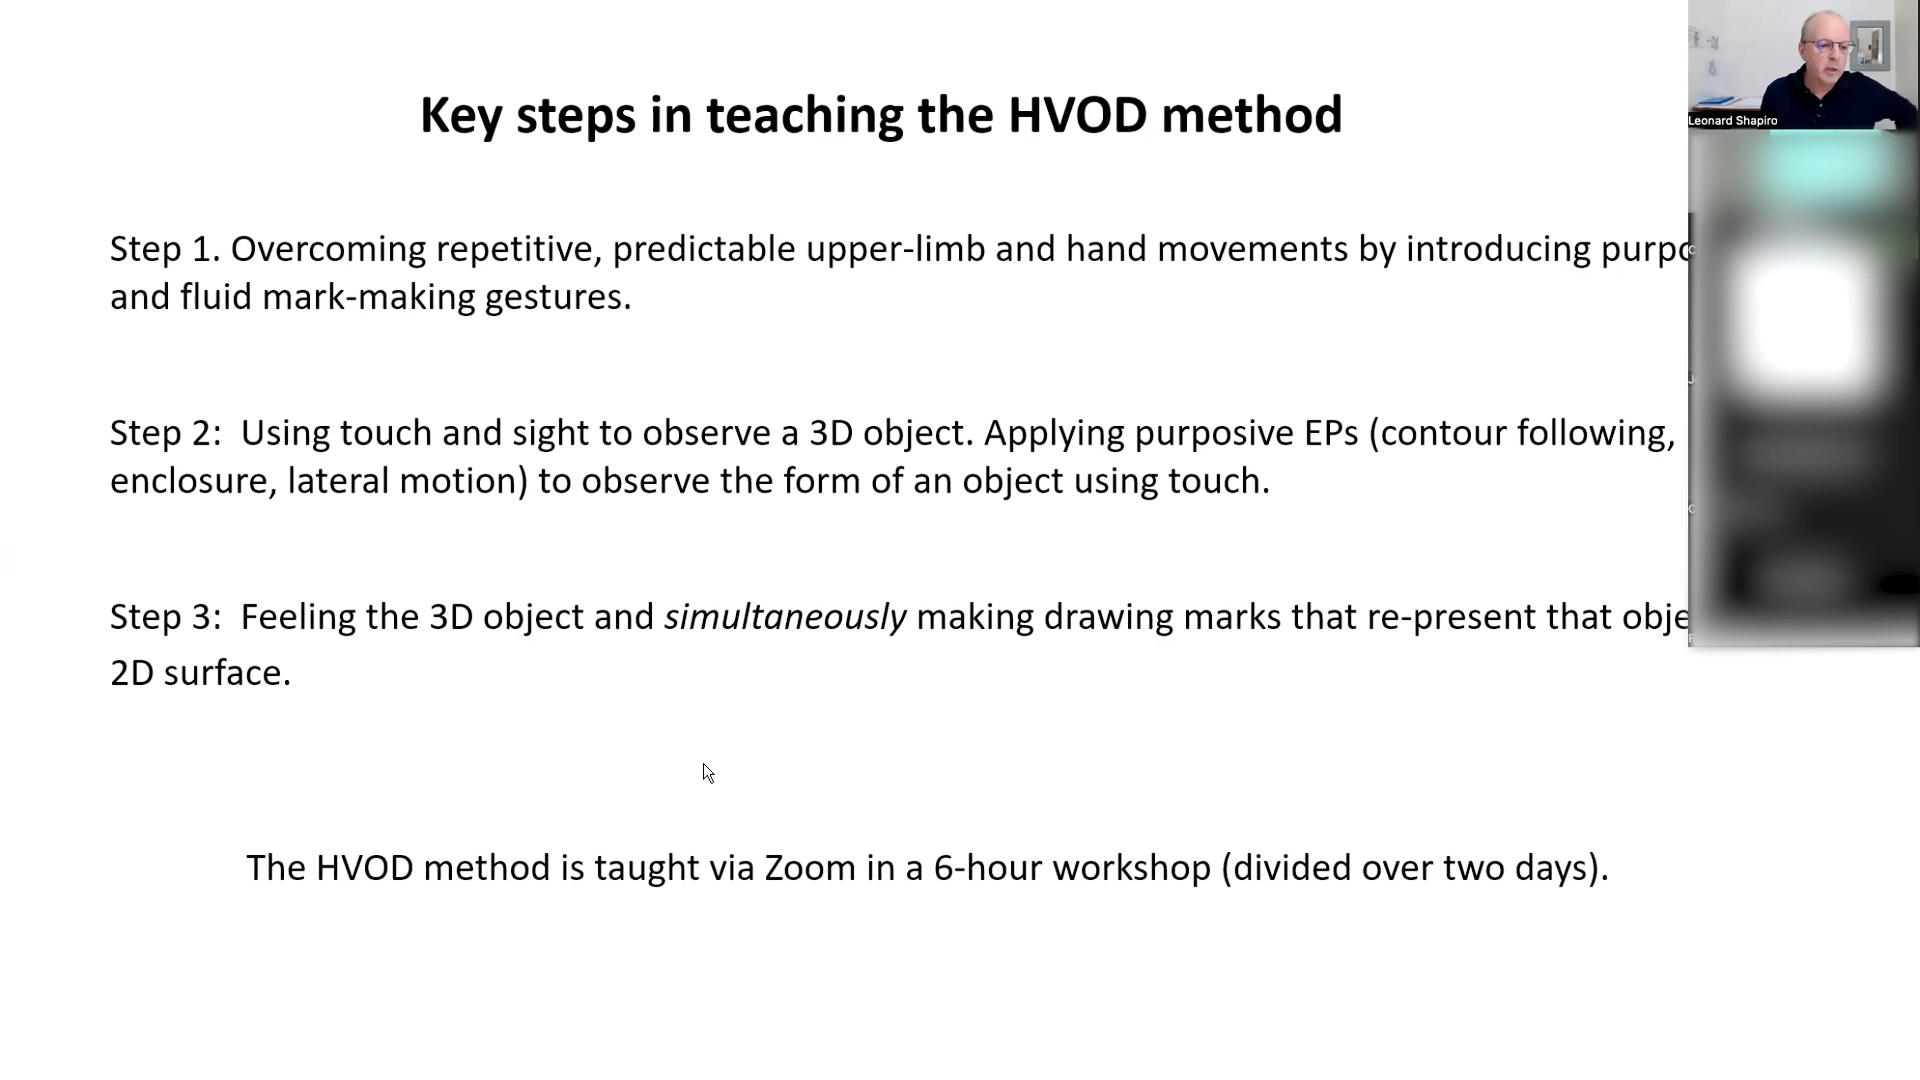 Key steps in teaching the HVOD method
Leonard Shapiro
Step 1. Overcoming repetitive, predictable upper-limb and hand movements by introducing
and fluid mark-making gestures.
Step 2: Using touch and sight to observe a 3D object. Applying purposive EPs (contour following,
enclosure, lateral motion) to observe the form of an object using touch.
Step 3: Feeling the 3D object and simultaneously making drawing marks that re-present that
2D surface.
The HVOD method is taught via Zoom in a 6-hour workshop (divided over two days).